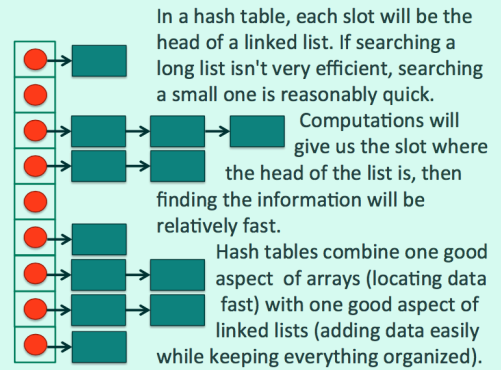 In a hash table, each slot will be the
head of a linked list. If searching a
long list isn't very efficient, searching
a small one is reasonably quick.
Computations will
give us the slot where
the head of the list is, then
finding the information will be
relatively fast.
Hash tables combine one good
aspect of arrays (locating data
fast) with one good aspect of
linked lists (adding data easily
while keeping everything organized).